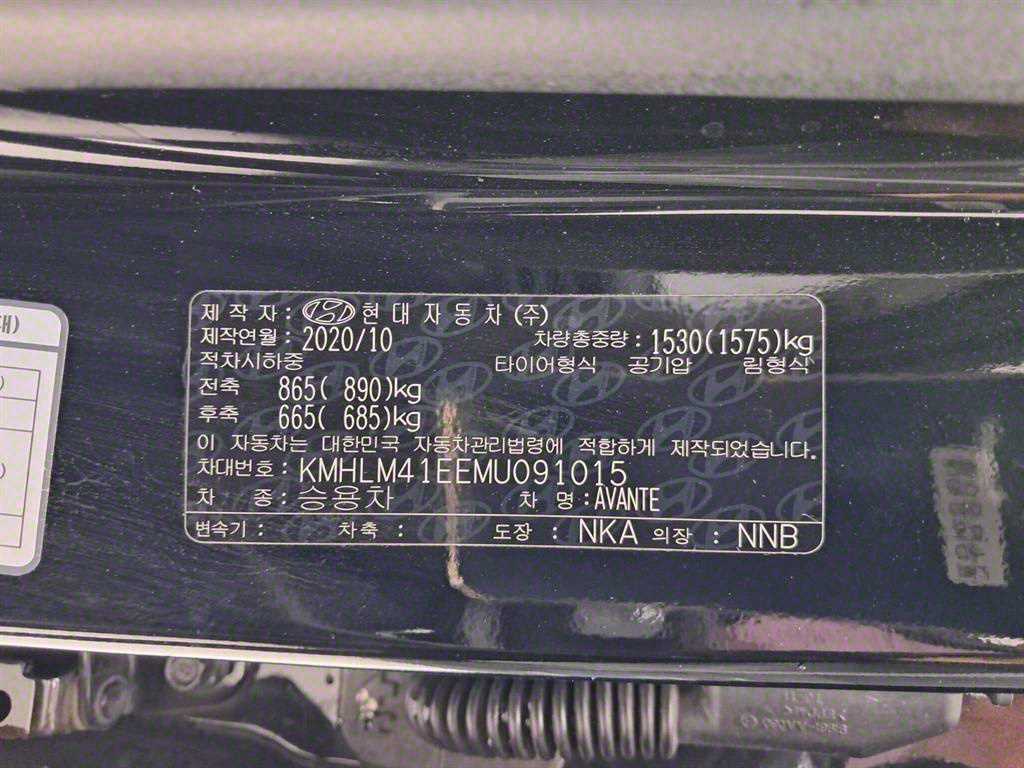 제작자: 현대자동차(주)
제작연월: 2020/10 차량총중량: 1530(1575)kg
적차시하중 타이어형식 공기압 림형식
전축 865( 890)kg
후축 665( 685)kg
이 자동차는 대한민국 자동차관리법령에 적합하게 제작되었습니다.
차대번호: KMHLM41EEMU091015
차 종: 승용차 차 명: AVANTE
변속기: 차축: 도장: NKA 의장: NNB